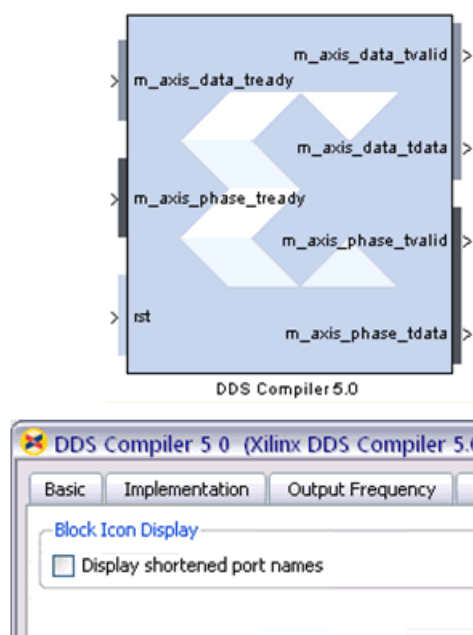 m_axis_data_tvalid
m_axis_data_tready
m_axis_data_tdata
m_axis_phase_tready
m_axis_phase_tvalid
rst
m_axis_phase_tdata
DDS Compiler 5.0
DDS Compiler 5 0 (Xilinx DDS Compiler 5.
Basic Implementation Output Frequency
Block Icon Display
Display shortened port names